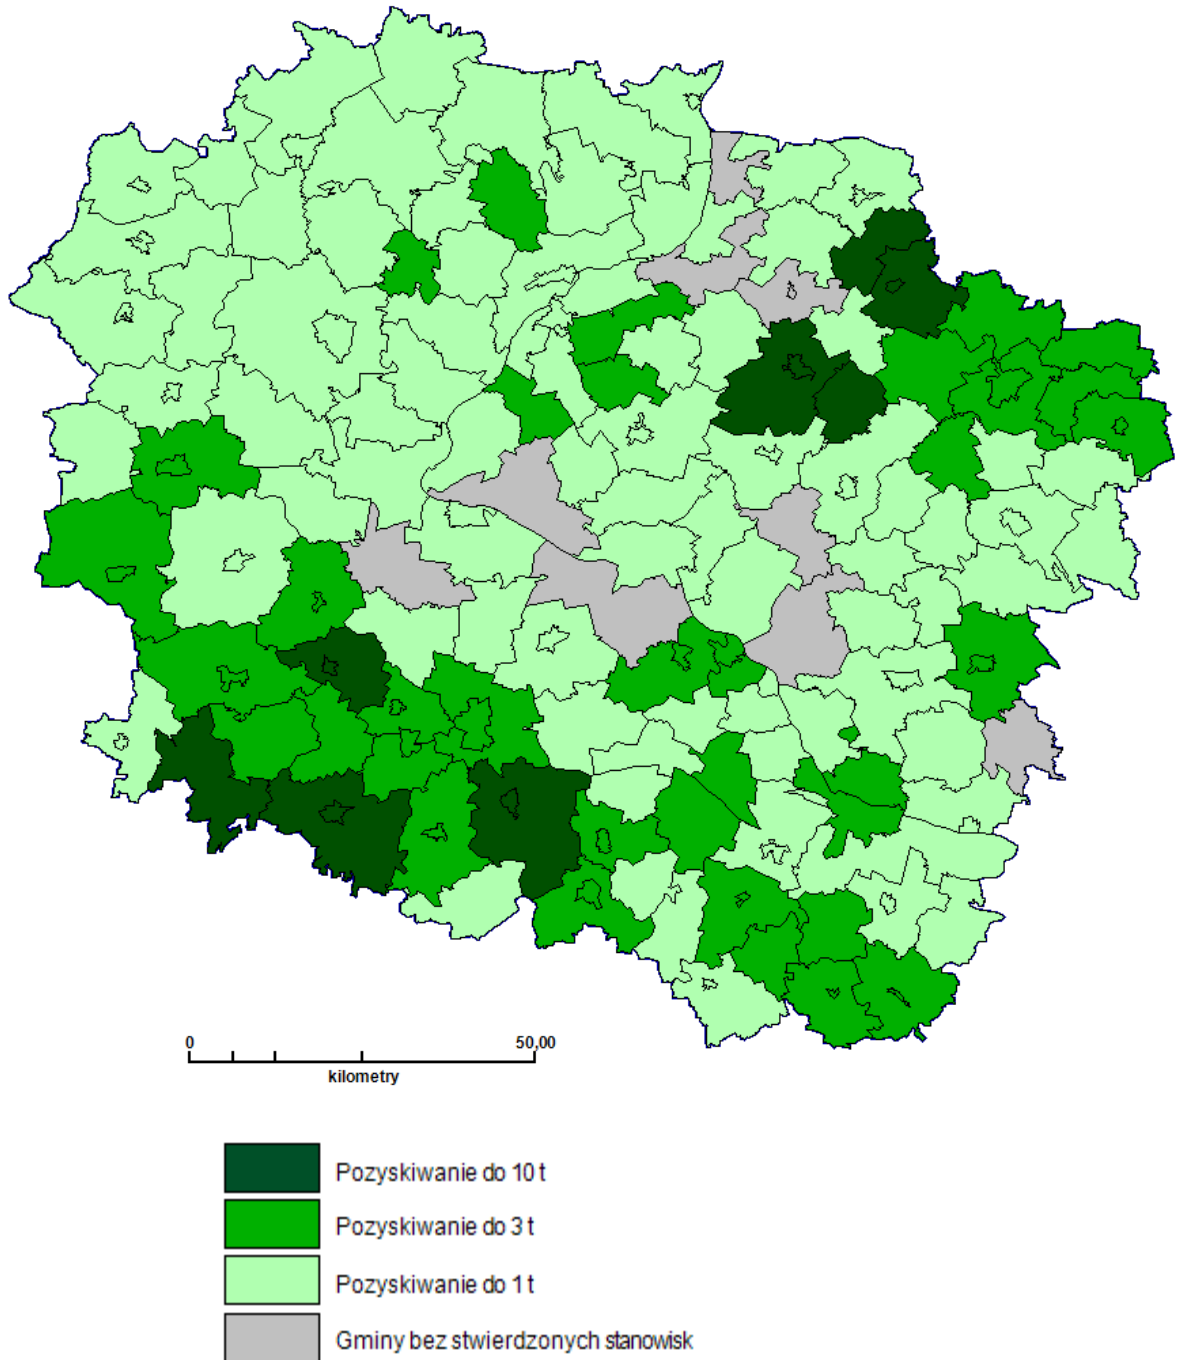 0 50,00
kilometry
Pozyskiwanie do 10 t
Pozyskiwanie do 3 t
Pozyskiwanie do 1 t
Gminy bez stwierdzonych stanowisk